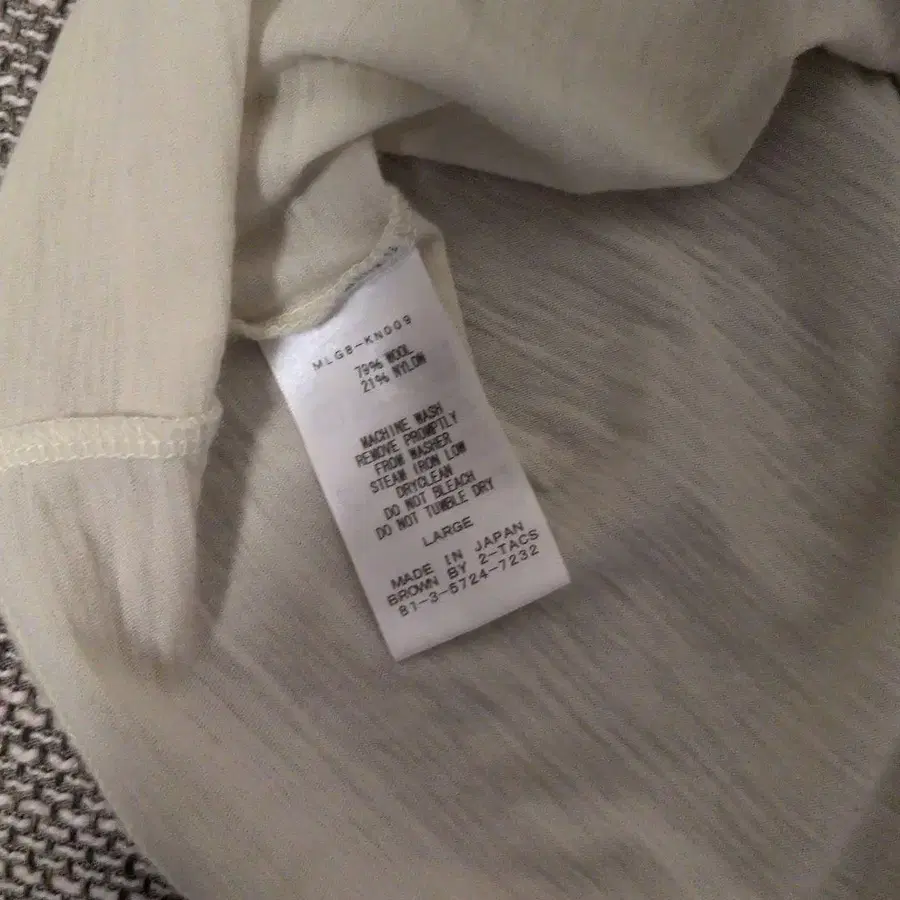 MLGB-KN009
79% WOOL
21% NYLON
MACHINE WASH
REMOVE PROMPTLY
FROM WASHER
STEAM IRON LOW
DRYCLEAN
DO NOT BLEACH
DO NOT TUMBLE DRY
LARGE
MADE IN JAPAN
BROWN BY 2-TACS
81-3-5724-7232